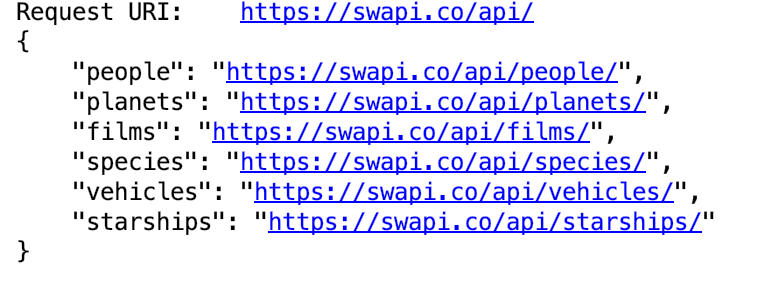 Request URI:    https://swapi.co/api/
{
    "people": "https://swapi.co/api/people/",
    "planets": "https://swapi.co/api/planets/",
    "films": "https://swapi.co/api/films/",
    "species": "https://swapi.co/api/species/",
    "vehicles": "https://swapi.co/api/vehicles/",
    "starships": "https://swapi.co/api/starships/"
}